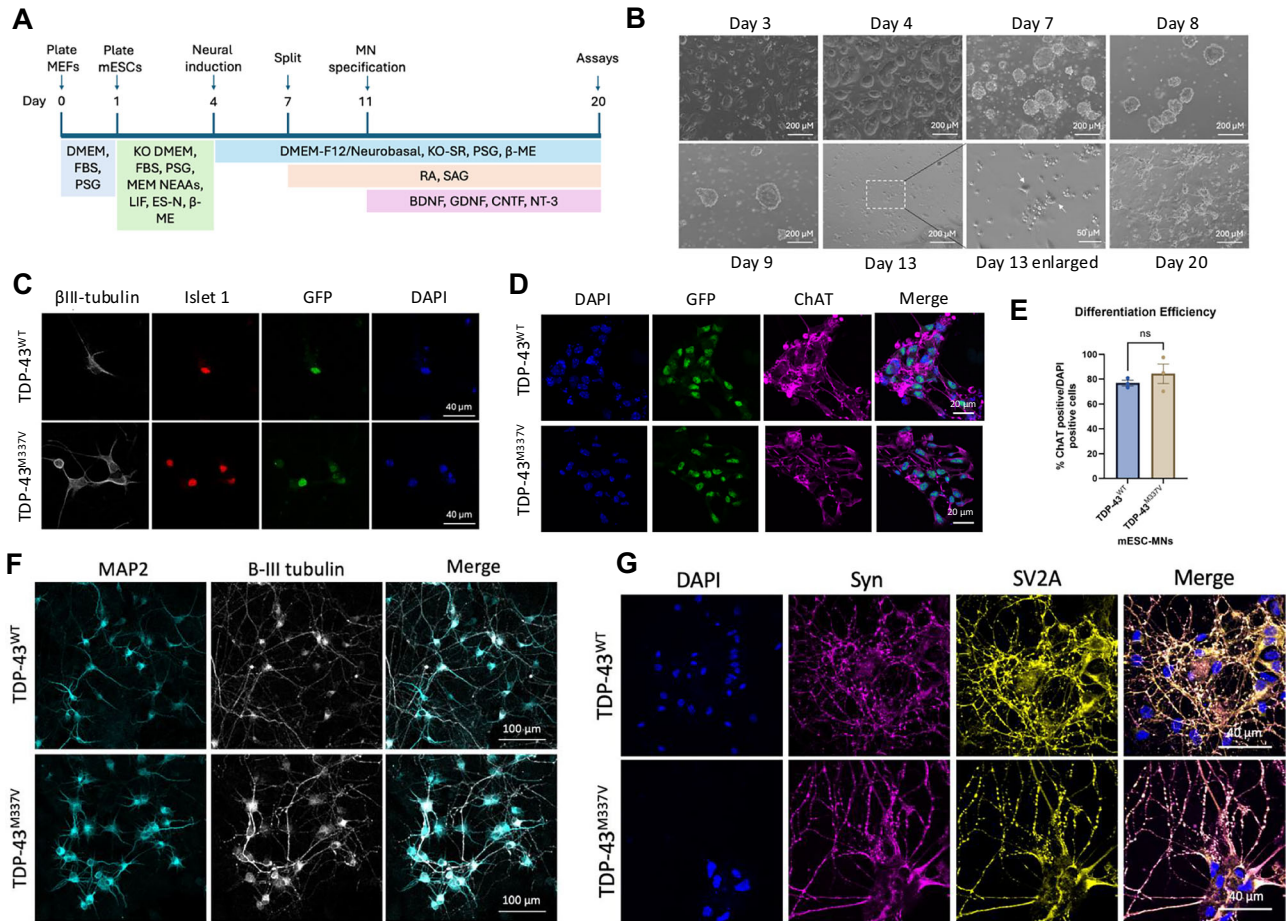 A
Plate
MEFs
Plate
mESCs
Neural
induction
Split
MN
specification
Assays
Day 0 1 4 7 11 20
DMEM,
FBS,
PSG
KO DMEM,
FBS, PSG,
MEM NEAAs,
LIF, ES-N, β-
ME
DMEM-F12/Neurobasal, KO-SR, PSG, β-ME
RA, SAG
BDNF, GDNF, CNTF, NT-3
B
Day 3 Day 4 Day 7 Day 8
200 µM 200 µM 200 µM 200 µM
200 µM 200 µM 50 µM 200 µM
Day 9 Day 13 Day 13 enlarged Day 20
C
βIII-tubulin Islet 1 GFP DAPI
TDP-43WT
40 µm
TDP-43M337V
40 µm
D
DAPI GFP ChAT Merge
TDP-43WT
20 µm
TDP-43M337V
20 µm
E
Differentiation Efficiency
ns
% ChAT positive/DAPI
positive cells
100
80
60
40
20
0
TDP-43WT
TDP-43M337V
mESC-MNs
F
MAP2 B-III tubulin Merge
TDP-43WT
100 µm
TDP-43M337V
100 µm
G
DAPI Syn SV2A Merge
TDP-43WT
40 µm
TDP-43M337V
40 µm